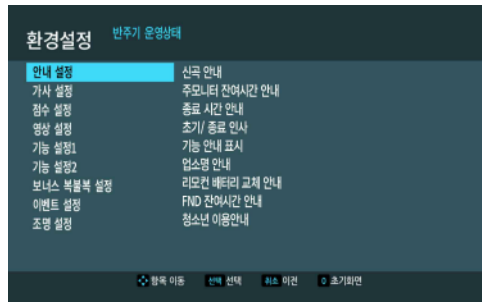 환경설정 반주기 운영상태
안내 설정 신곡 안내
가사 설정 주모니터 잔여시간 안내
점수 설정 종료 시간 안내
영상 설정 초기/ 종료 인사
기능 설정1 기능 안내 표시
기능 설정2 업소명 안내
보너스 복불복 설정 리모컨 배터리 교체 안내
이벤트 설정 FND 잔여시간 안내
조명 설정 청소년 이용안내
항목 이동 선택 선택 취소 이전 0 초기화면